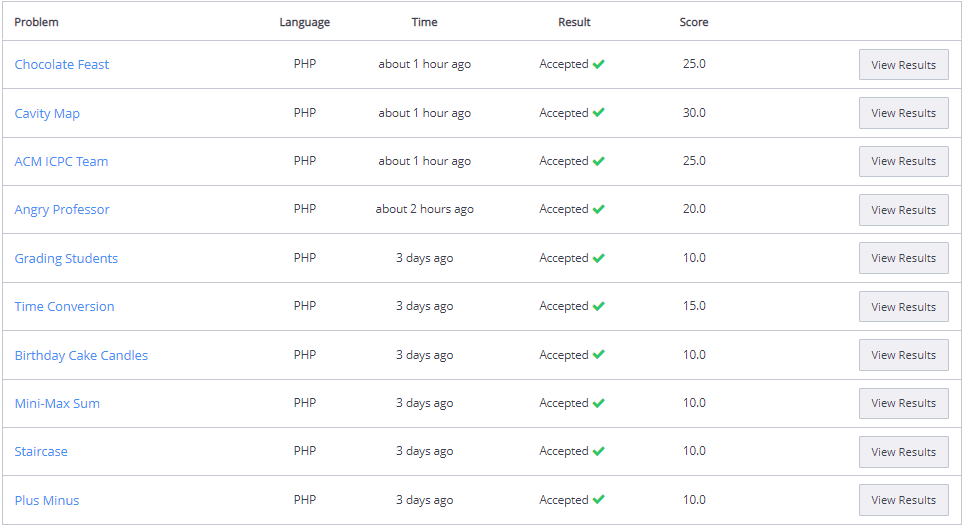 Problem Language Time Result Score
Chocolate Feast PHP about 1 hour ago Accepted 25.0 View Results
Cavity Map PHP about 1 hour ago Accepted 30.0 View Results
ACM ICPC Team PHP about 1 hour ago Accepted 25.0 View Results
Angry Professor PHP about 2 hours ago Accepted 20.0 View Results
Grading Students PHP 3 days ago Accepted 10.0 View Results
Time Conversion PHP 3 days ago Accepted 15.0 View Results
Birthday Cake Candles PHP 3 days ago Accepted 10.0 View Results
Mini-Max Sum PHP 3 days ago Accepted 10.0 View Results
Staircase PHP 3 days ago Accepted 10.0 View Results
Plus Minus PHP 3 days ago Accepted 10.0 View Results